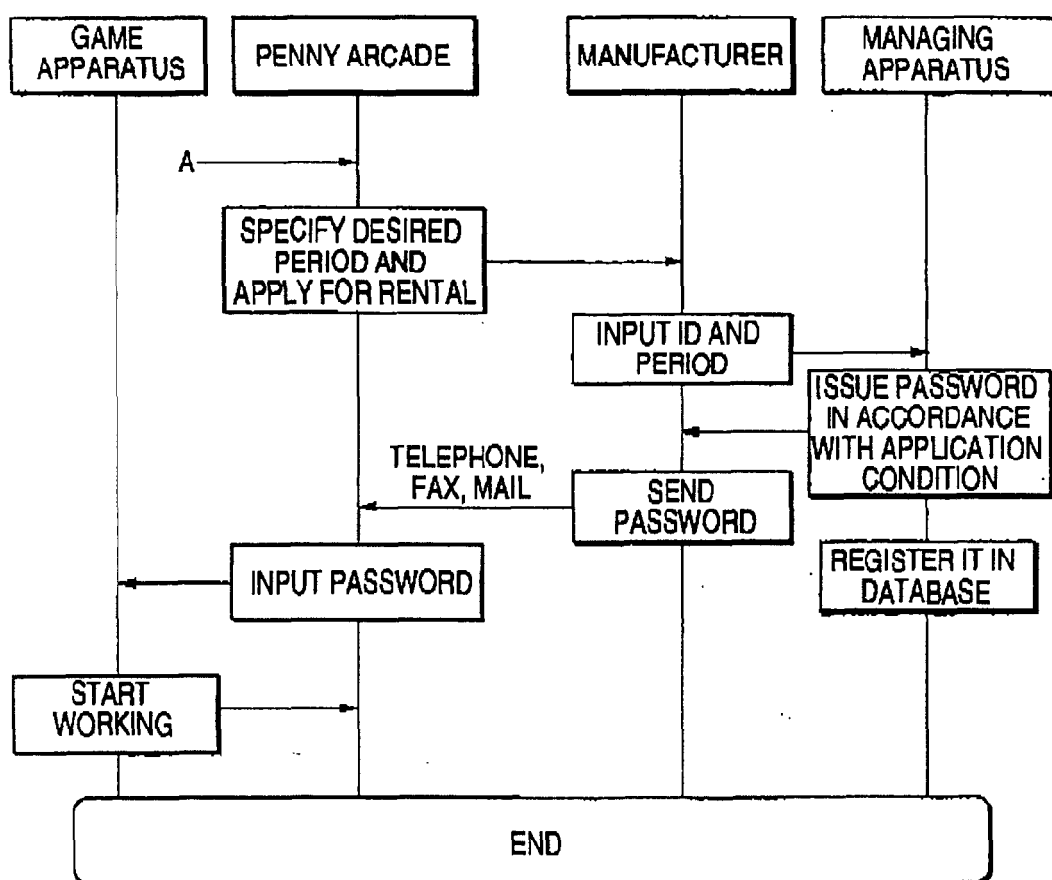 GAME
APPARATUS
PENNY ARCADE
MANUFACTURER
MANAGING
APPARATUS
A
SPECIFY DESIRED
PERIOD AND
APPLY FOR RENTAL
INPUT ID AND
PERIOD
ISSUE PASSWORD
IN ACCORDANCE
WITH APPLICATION
CONDITION
TELEPHONE,
FAX, MAIL
SEND
PASSWORD
INPUT PASSWORD
REGISTER IT IN
DATABASE
START
WORKING
END